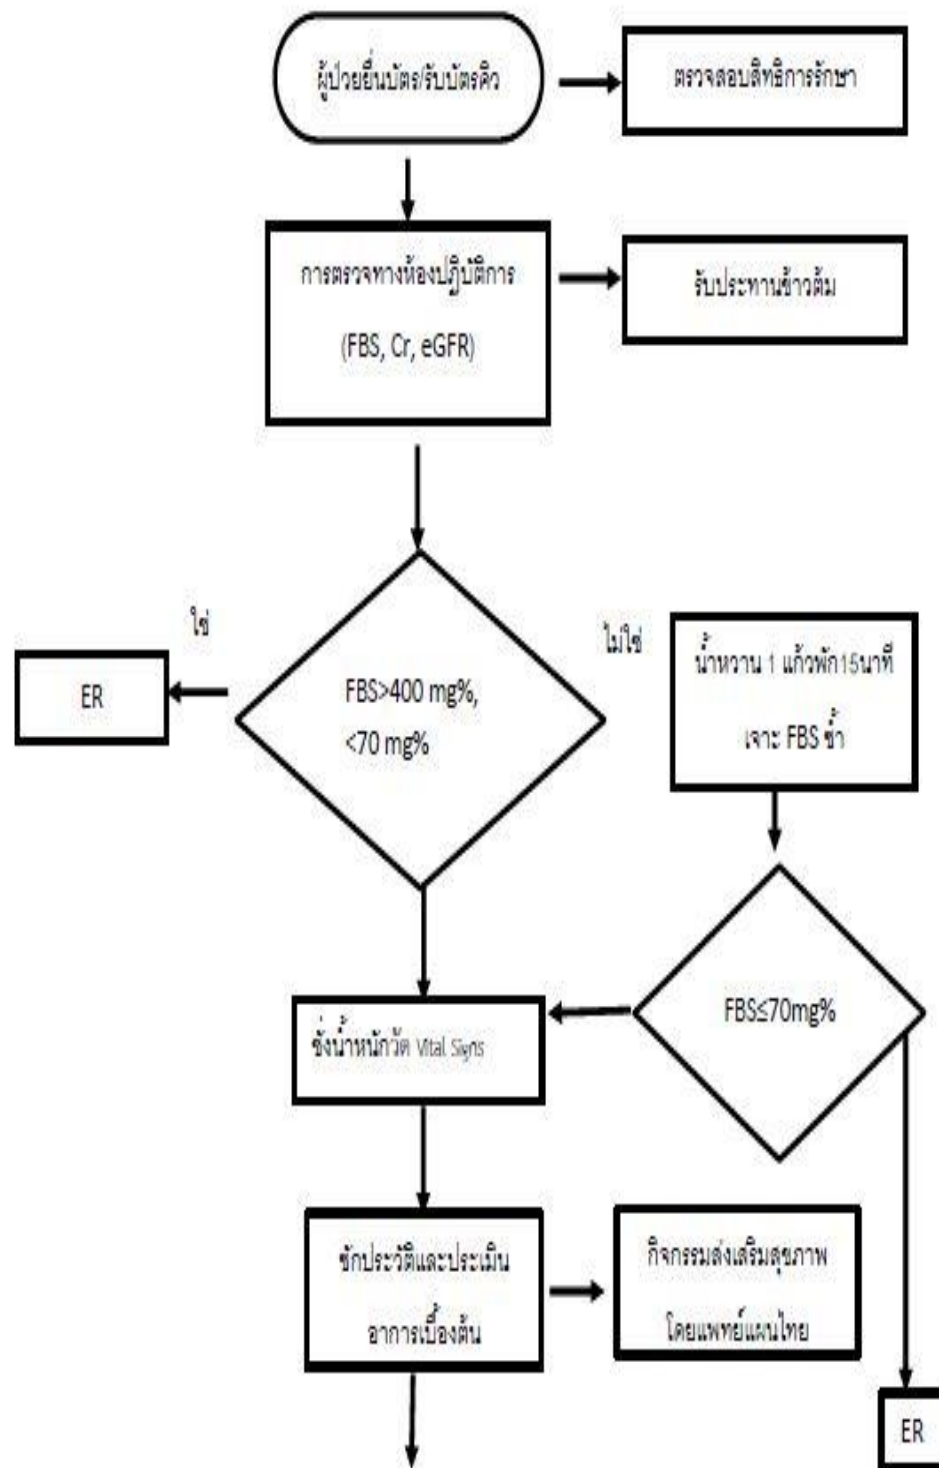 ผู้ป่วยยื่นบัตร/รับบัตรคิว
ตรวจสอบสิทธิการรักษา
การตรวจทางห้องปฏิบัติการ
(FBS, Cr, eGFR)
รับประทานข้าวต้ม
ใช่
ไม่ใช่
ER
FBS>400 mg%,
<70 mg%
น้ำหวาน 1 แก้วพัก15นาที
เจาะ FBS ซ้ำ
FBS≤70mg%
ชั่งน้ำหนักวัด Vital Signs
ซักประวัติและประเมิน
อาการเบื้องต้น
กิจกรรมส่งเสริมสุขภาพ
โดยแพทย์แผนไทย
ER